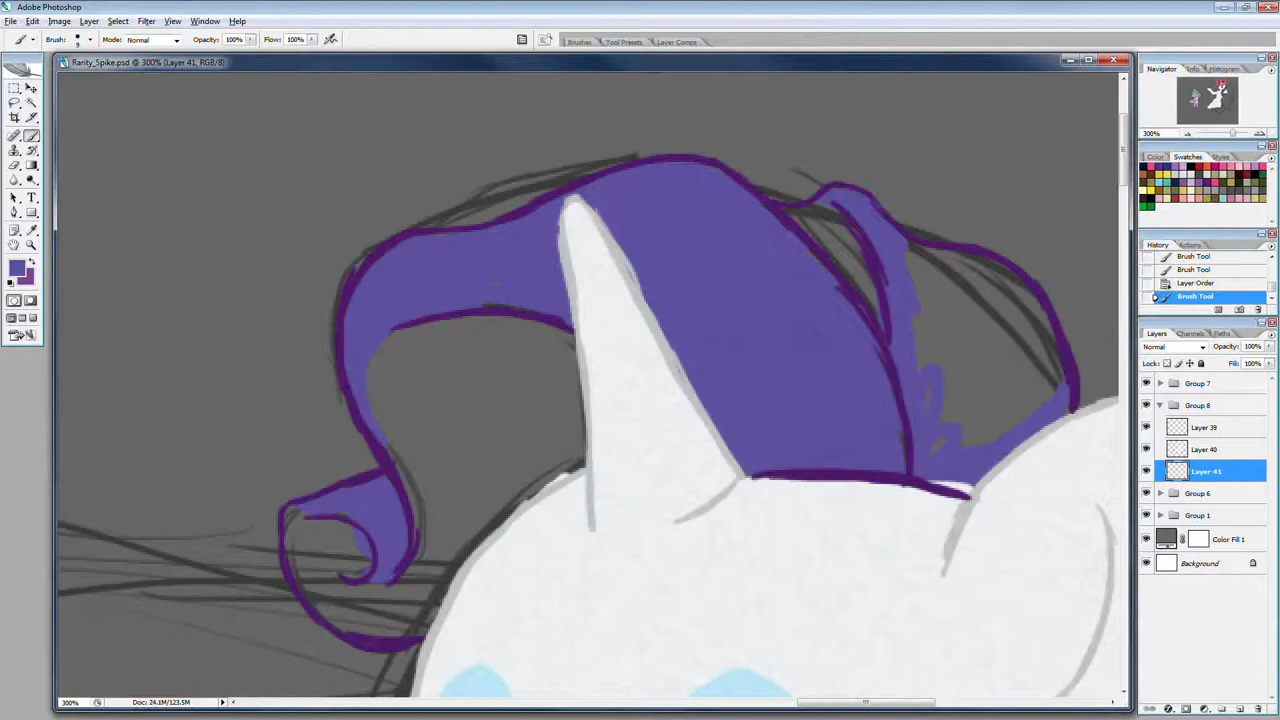 Adobe Photoshop
File Edit Image Layer Select Filter View Window Help
Brush: 9 Mode: Normal Opacity: 100% Flow: 100% Brushes Tool Presets Layer Comps
Rarity_Spike.psd @ 300% (Layer 41, RGB/8)
Navigator Info Histogram
300%
Color Swatches Styles
History Actions
Brush Tool
Brush Tool
Layer Order
Brush Tool
Layers Channels Paths
Normal Opacity: 100%
Lock: Fill: 100%
Group 7
Group 8
Layer 39
Layer 40
Layer 41
Group 6
Group 1
Color Fill 1
Background
300% Doc: 24.1M/123.5M